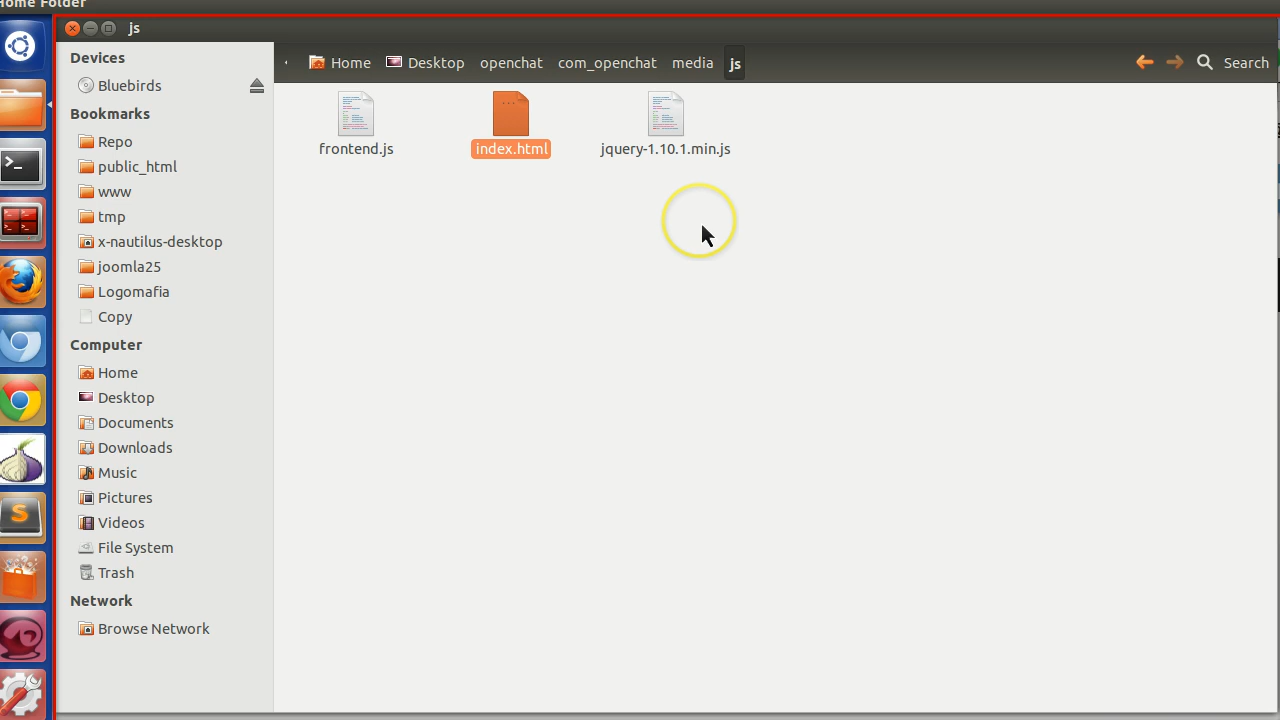 Home Folder
js
Devices
Bluebirds
Bookmarks
Repo
public_html
www
tmp
x-nautilus-desktop
joomla25
Logomafia
Copy
Computer
Home
Desktop
Documents
Downloads
Music
Pictures
Videos
File System
Trash
Network
Browse Network
Home Desktop openchat com_openchat media js Search
frontend.js index.html jquery-1.10.1.min.js